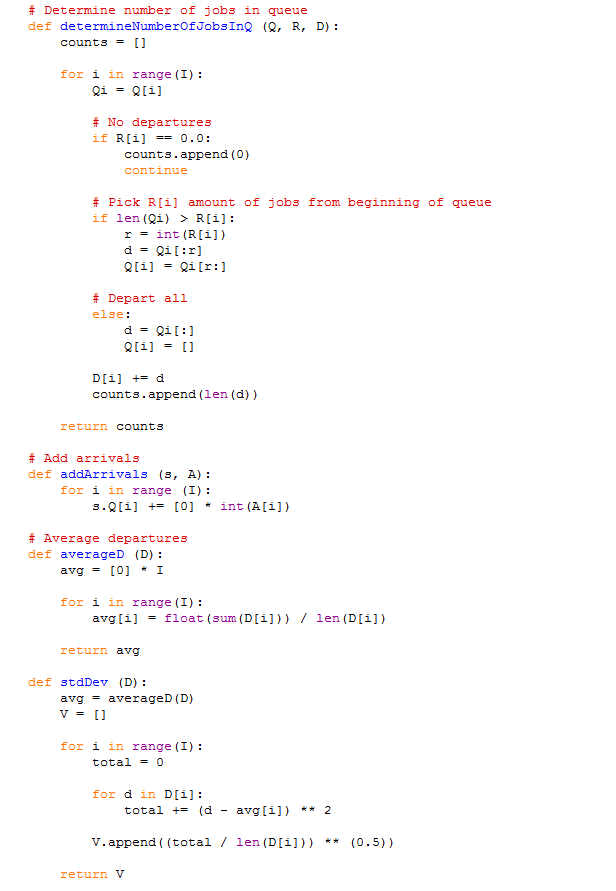 # Determine number of jobs in queue
def determineNumberOfJobsInQ (Q, R, D):
    counts = []

    for i in range(I):
        Qi = Q[i]

        # No departures
        if R[i] == 0.0:
            counts.append(0)
            continue

        # Pick R[i] amount of jobs from beginning of queue
        if len(Qi) > R[i]:
            r = int(R[i])
            d = Qi[:r]
            Q[i] = Qi[r:]

        # Depart all
        else:
            d = Qi[:]
            Q[i] = []

        D[i] += d
        counts.append(len(d))

    return counts

# Add arrivals
def addArrivals (s, A):
    for i in range (I):
        s.Q[i] += [0] * int(A[i])

# Average departures
def averageD (D):
    avg = [0] * I

    for i in range(I):
        avg[i] = float(sum(D[i])) / len(D[i])

    return avg

def stdDev (D):
    avg = averageD(D)
    V = []

    for i in range(I):
        total = 0

        for d in D[i]:
            total += (d - avg[i]) ** 2

        V.append((total / len(D[i])) ** (0.5))

    return V